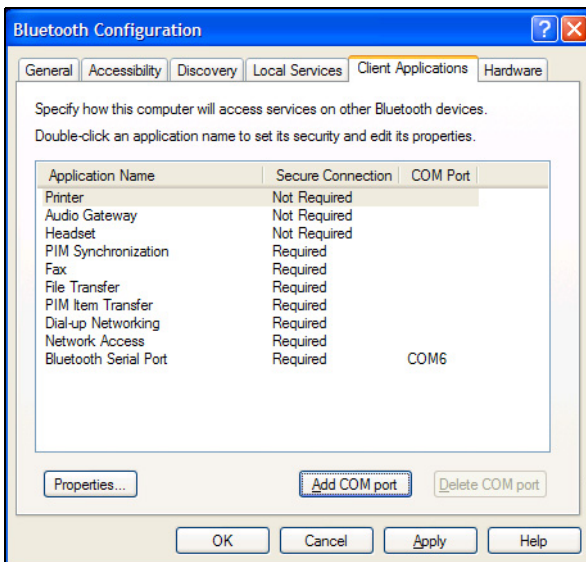 Bluetooth Configuration
General Accessibility Discovery Local Services Client Applications Hardware
Specify how this computer will access services on other Bluetooth devices.
Double-click an application name to set its security and edit its properties.
Application Name Secure Connection COM Port
Printer Not Required
Audio Gateway Not Required
Headset Not Required
PIM Synchronization Required
Fax Required
File Transfer Required
PIM Item Transfer Required
Dial-up Networking Required
Network Access Required
Bluetooth Serial Port Required COM6
Properties... Add COM port Delete COM port
OK Cancel Apply Help